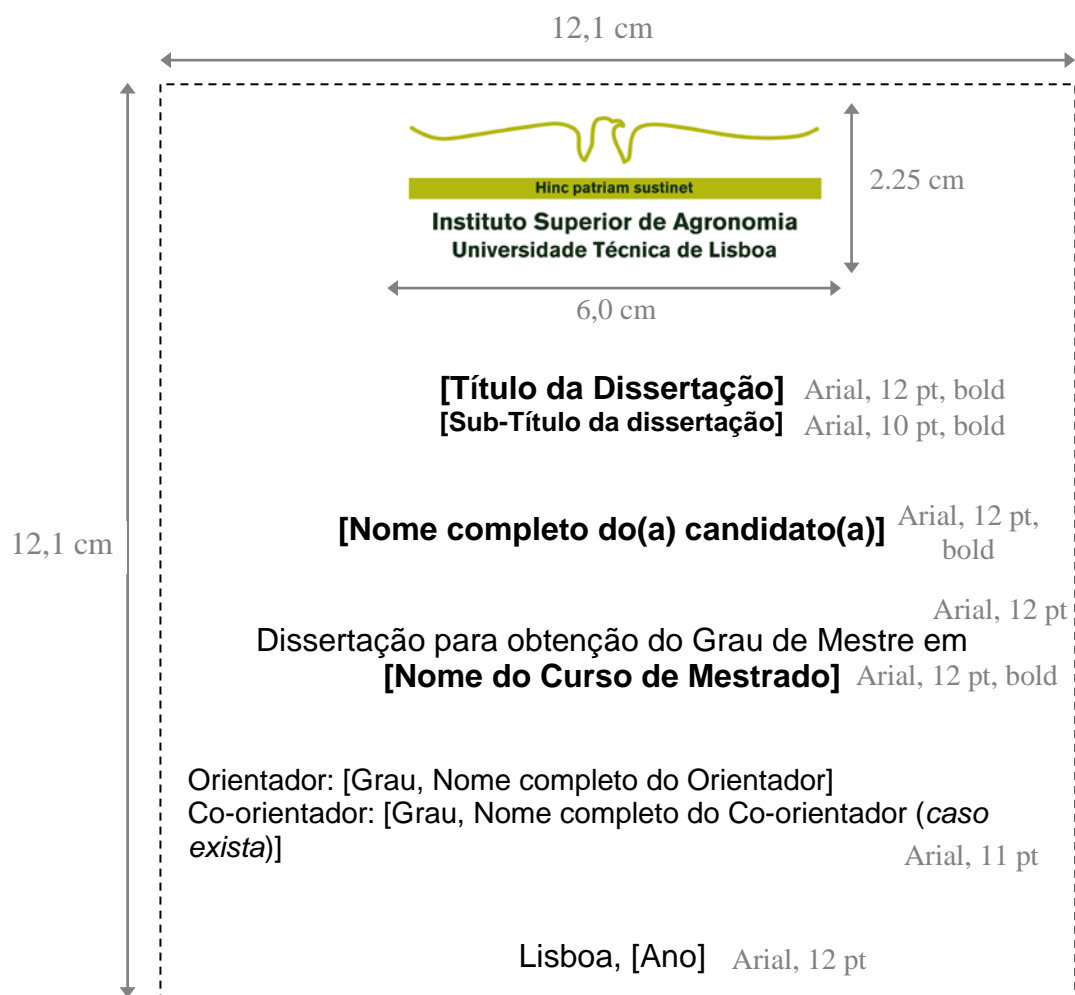 12,1 cm
Hinc patriam sustinet
2.25 cm
Instituto Superior de Agronomia
Universidade Técnica de Lisboa
6,0 cm
[Título da Dissertação] Arial, 12 pt, bold
[Sub-Título da dissertação] Arial, 10 pt, bold
[Nome completo do(a) candidato(a)] Arial, 12 pt,
bold
12,1 cm
Arial, 12 pt
Dissertação para obtenção do Grau de Mestre em
[Nome do Curso de Mestrado] Arial, 12 pt, bold
Orientador: [Grau, Nome completo do Orientador]
Co-orientador: [Grau, Nome completo do Co-orientador (caso
exista)]
Arial, 11 pt
Lisboa, [Ano] Arial, 12 pt